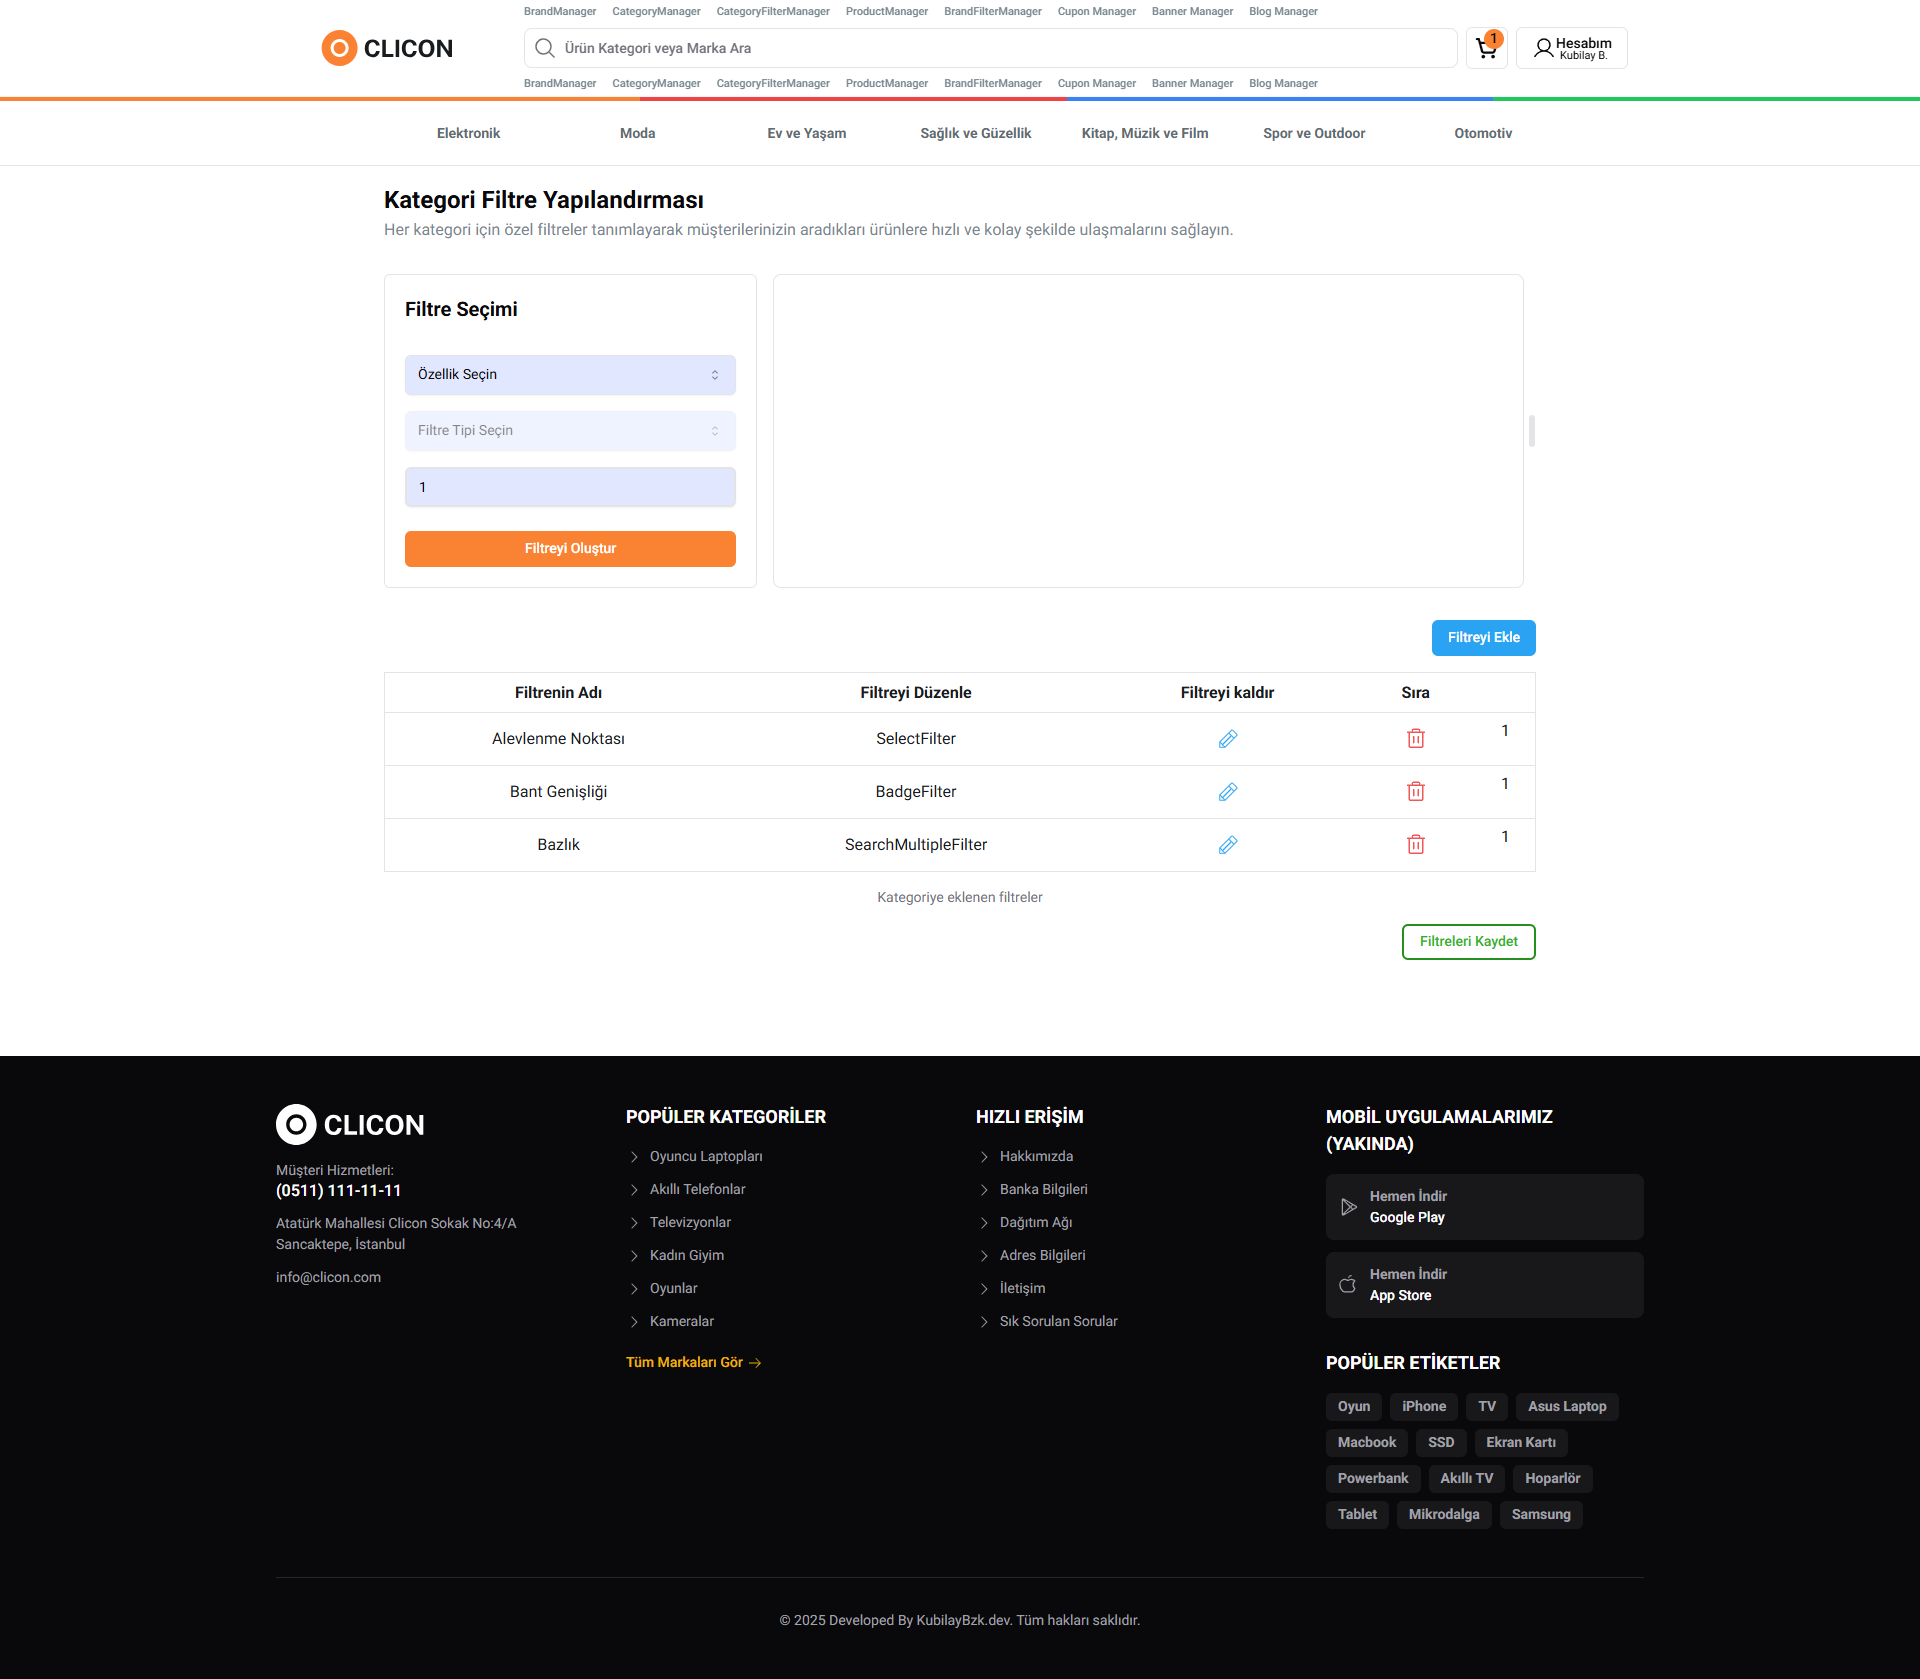 BrandManager CategoryManager CategoryFilterManager ProductManager BrandFilterManager Cupon Manager Banner Manager Blog Manager
CLICON
Ürün Kategori veya Marka Ara
1
Hesabım
Kubilay B.
BrandManager CategoryManager CategoryFilterManager ProductManager BrandFilterManager Cupon Manager Banner Manager Blog Manager
Elektronik Moda Ev ve Yaşam Sağlık ve Güzellik Kitap, Müzik ve Film Spor ve Outdoor Otomotiv
Kategori Filtre Yapılandırması
Her kategori için özel filtreler tanımlayarak müşterilerinizin aradıkları ürünlere hızlı ve kolay şekilde ulaşmalarını sağlayın.
Filtre Seçimi
Özellik Seçin
Filtre Tipi Seçin
1
Filtreyi Oluştur
Filtreyi Ekle
Filtrenin Adı Filtreyi Düzenle Filtreyi kaldır Sıra
Alevlenme Noktası SelectFilter 1
Bant Genişliği BadgeFilter 1
Bazlık SearchMultipleFilter 1
Kategoriye eklenen filtreler
Filtreleri Kaydet
CLICON
Müşteri Hizmetleri:
(0511) 111-11-11
Atatürk Mahallesi Clicon Sokak No:4/A
Sancaktepe, İstanbul
info@clicon.com
POPÜLER KATEGORİLER
Oyuncu Laptopları
Akıllı Telefonlar
Televizyonlar
Kadın Giyim
Oyunlar
Kameralar
Tüm Markaları Gör
HIZLI ERİŞİM
Hakkımızda
Banka Bilgileri
Dağıtım Ağı
Adres Bilgileri
İletişim
Sık Sorulan Sorular
MOBİL UYGULAMALARIMIZ
(YAKINDA)
Hemen İndir
Google Play
Hemen İndir
App Store
POPÜLER ETİKETLER
Oyun iPhone TV Asus Laptop
Macbook SSD Ekran Kartı
Powerbank Akıllı TV Hoparlör
Tablet Mikrodalga Samsung
© 2025 Developed By KubilayBzk.dev. Tüm hakları saklıdır.